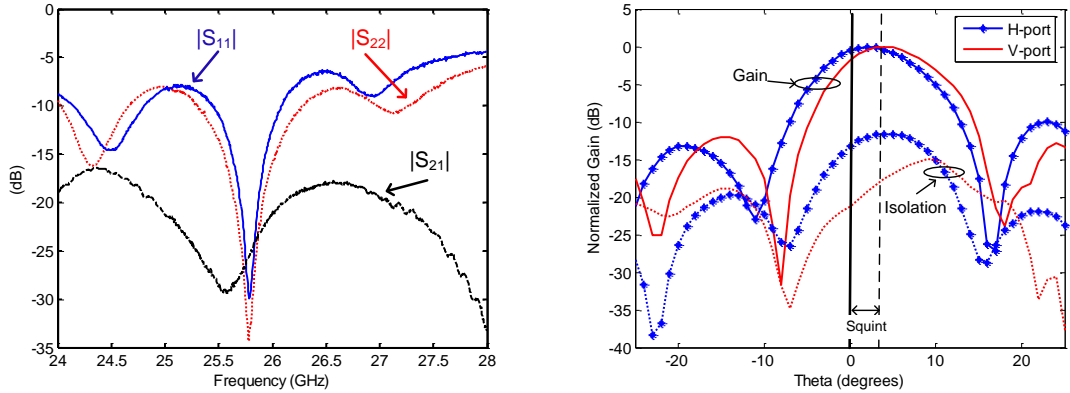 0
-5
-10
-15
-20
-25
-30
-35
(dB)
24
24.5
25
25.5
26
26.5
27
27.5
28
Frequency (GHz)
|S11|
|S22|
|S21|
5
0
-5
-10
-15
-20
-25
-30
-35
-40
Normalized Gain (dB)
-20
-10
0
10
20
Theta (degrees)
H-port
V-port
Gain
Isolation
Squint